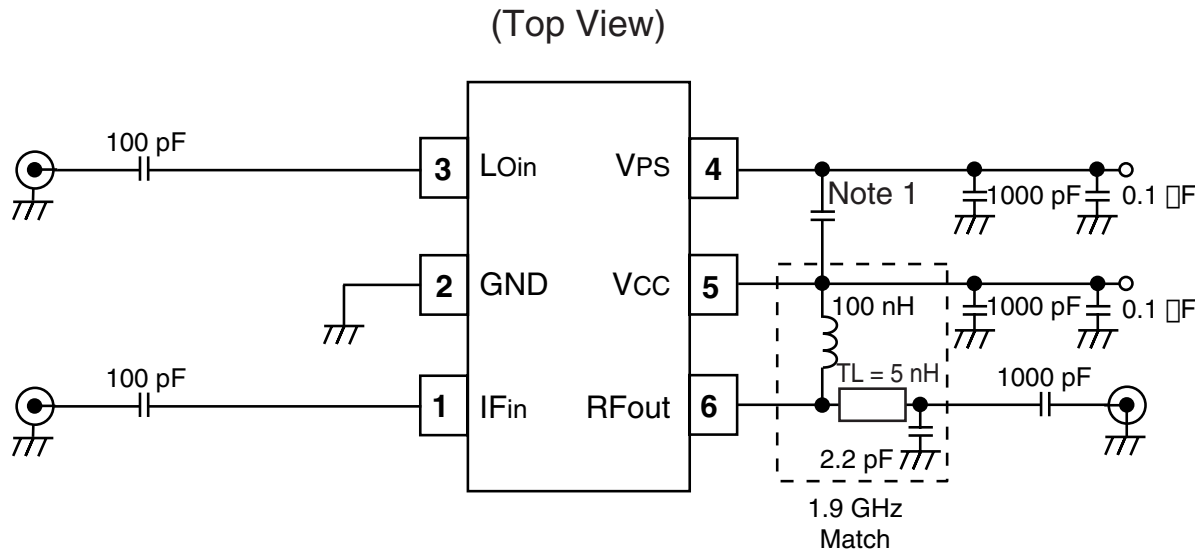 (Top View)
100 pF
3
LOin
VPS
4
Note 1
1000 pF
0.1 □F
2
GND
VCC
5
100 nH
1000 pF
0.1 □F
100 pF
1
IFin
RFout
6
TL = 5 nH
1000 pF
2.2 pF
1.9 GHz
Match